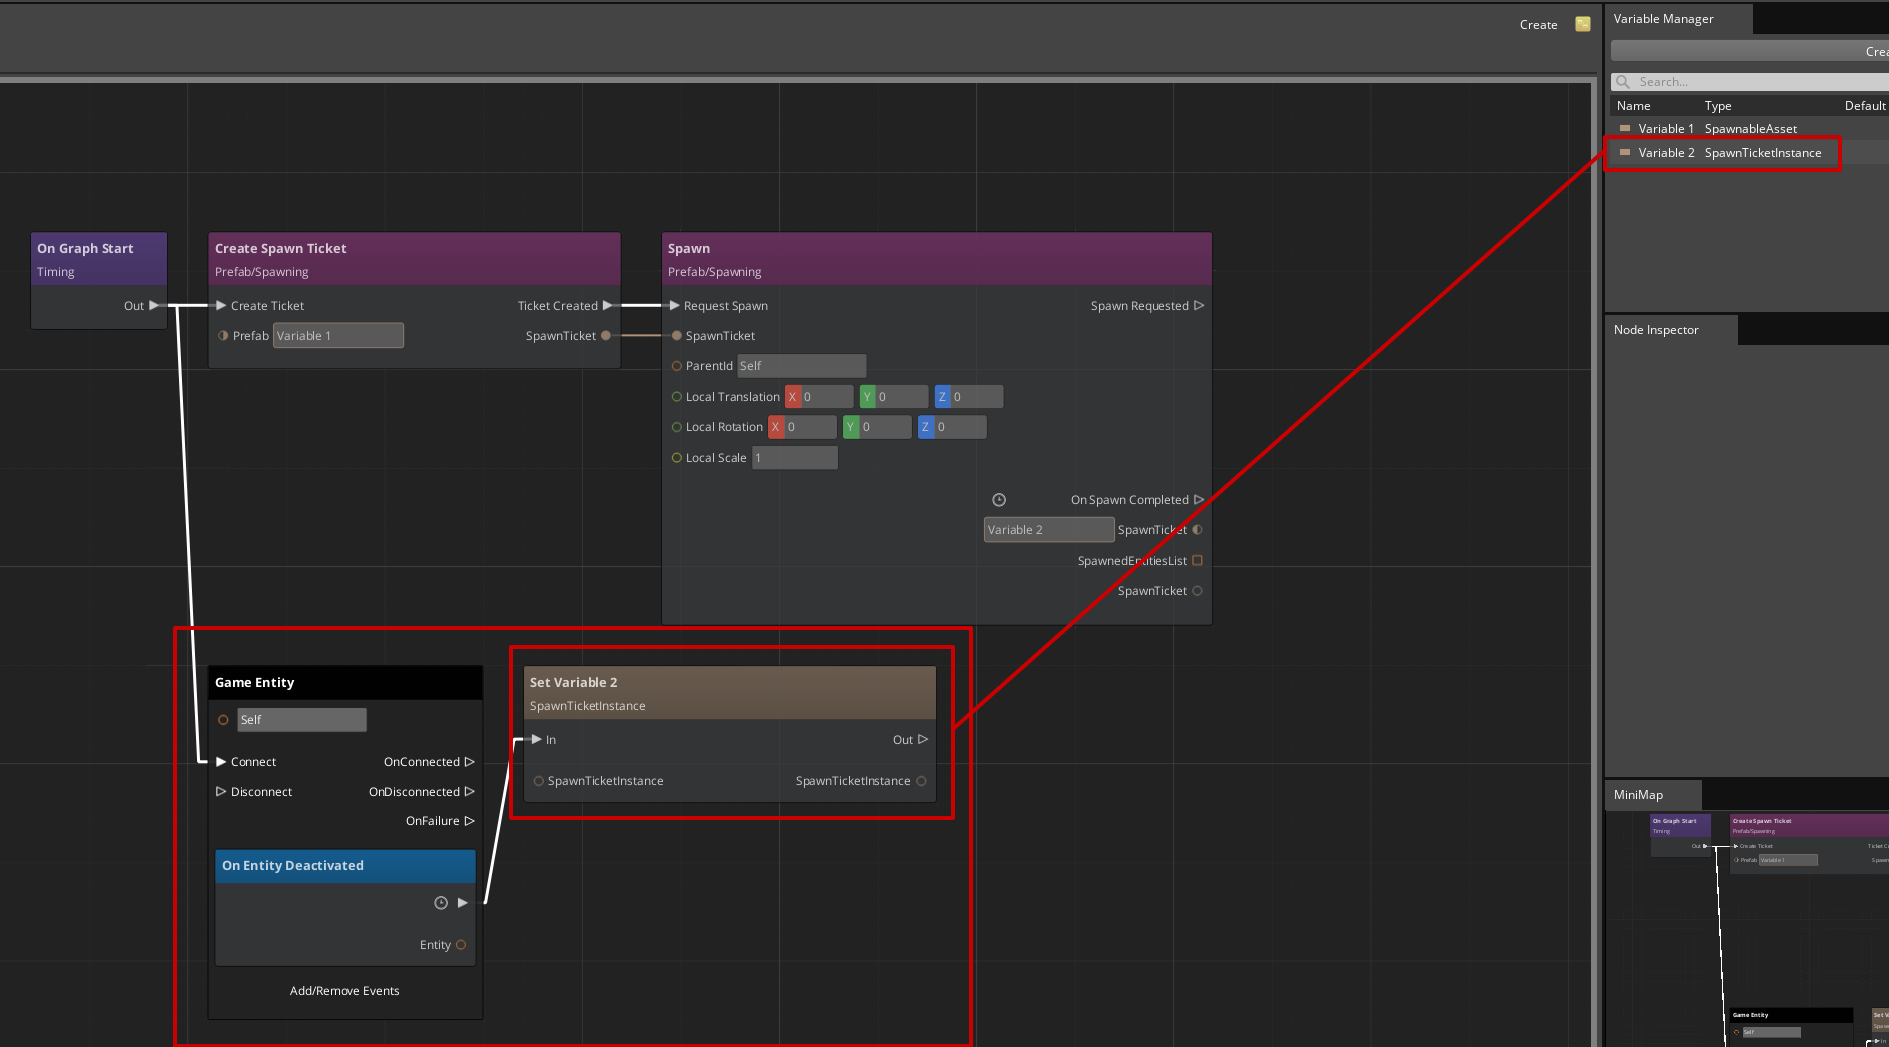 Create
Variable Manager
Crea
Search...
Name Type Default
Variable 1 SpawnableAsset
Variable 2 SpawnTicketInstance
On Graph Start
Timing
Out
Create Spawn Ticket
Prefab/Spawning
Create Ticket Ticket Created
Prefab Variable 1 SpawnTicket
Spawn
Prefab/Spawning
Request Spawn Spawn Requested
SpawnTicket
ParentId Self
Local Translation X 0 Y 0 Z 0
Local Rotation X 0 Y 0 Z 0
Local Scale 1
On Spawn Completed
Variable 2 SpawnTicket
SpawnedEntitiesList
SpawnTicket
Game Entity
Self
Connect OnConnected
Disconnect OnDisconnected
OnFailure
On Entity Deactivated
Entity
Add/Remove Events
Set Variable 2
SpawnTicketInstance
In Out
SpawnTicketInstance SpawnTicketInstance
Node Inspector
MiniMap
On Graph Start
Timing
Out
Create Spawn Ticket
Prefab/Spawning
Create Ticket Ticket C
Prefab Variable 1 Spawn
Game Entity
Self
Set V
Spaw
In